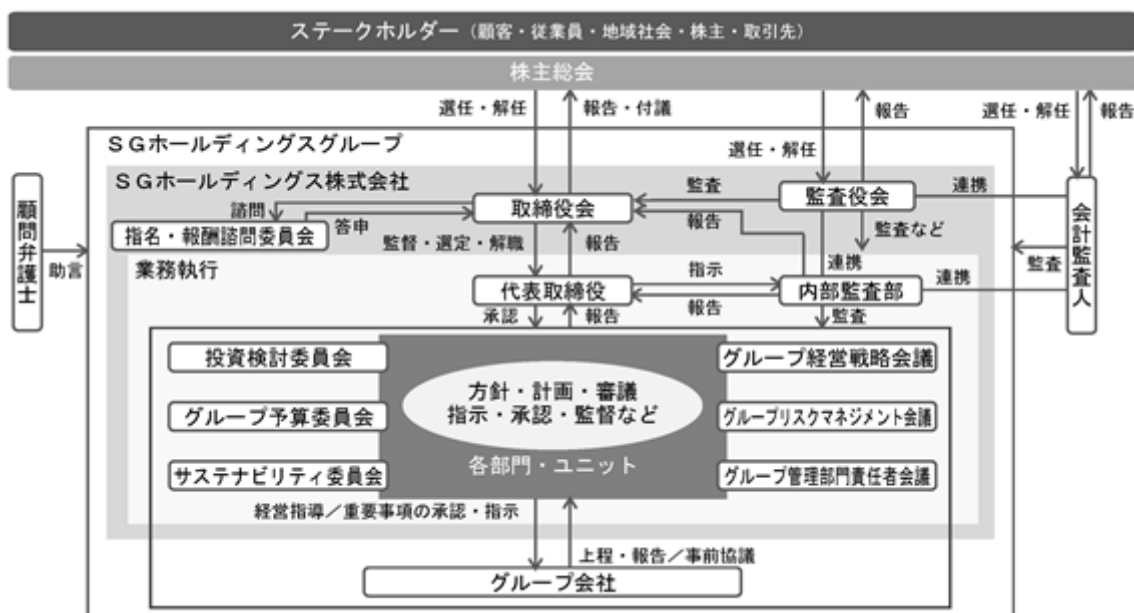 ステークホルダー（顧客・従業員・地域社会・株主・取引先）
株主総会
選任・解任
報告・付議
選任・解任
報告
選任・解任
報告
SGホールディングスグループ
SGホールディングス株式会社
顧問弁護士
助言
諮問
答申
指名・報酬諮問委員会
取締役会
監査
監査役会
連携
会計監査人
監査
報告
監査など
監督・選定・解職
報告
業務執行
代表取締役
指示
報告
連携
内部監査部
連携
承認
報告
監査
投資検討委員会
グループ予算委員会
サステナビリティ委員会
方針・計画・審議
指示・承認・監督など
各部門・ユニット
グループ経営戦略会議
グループリスクマネジメント会議
グループ管理部門責任者会議
経営指導／重要事項の承認・指示
上程・報告／事前協議
グループ会社